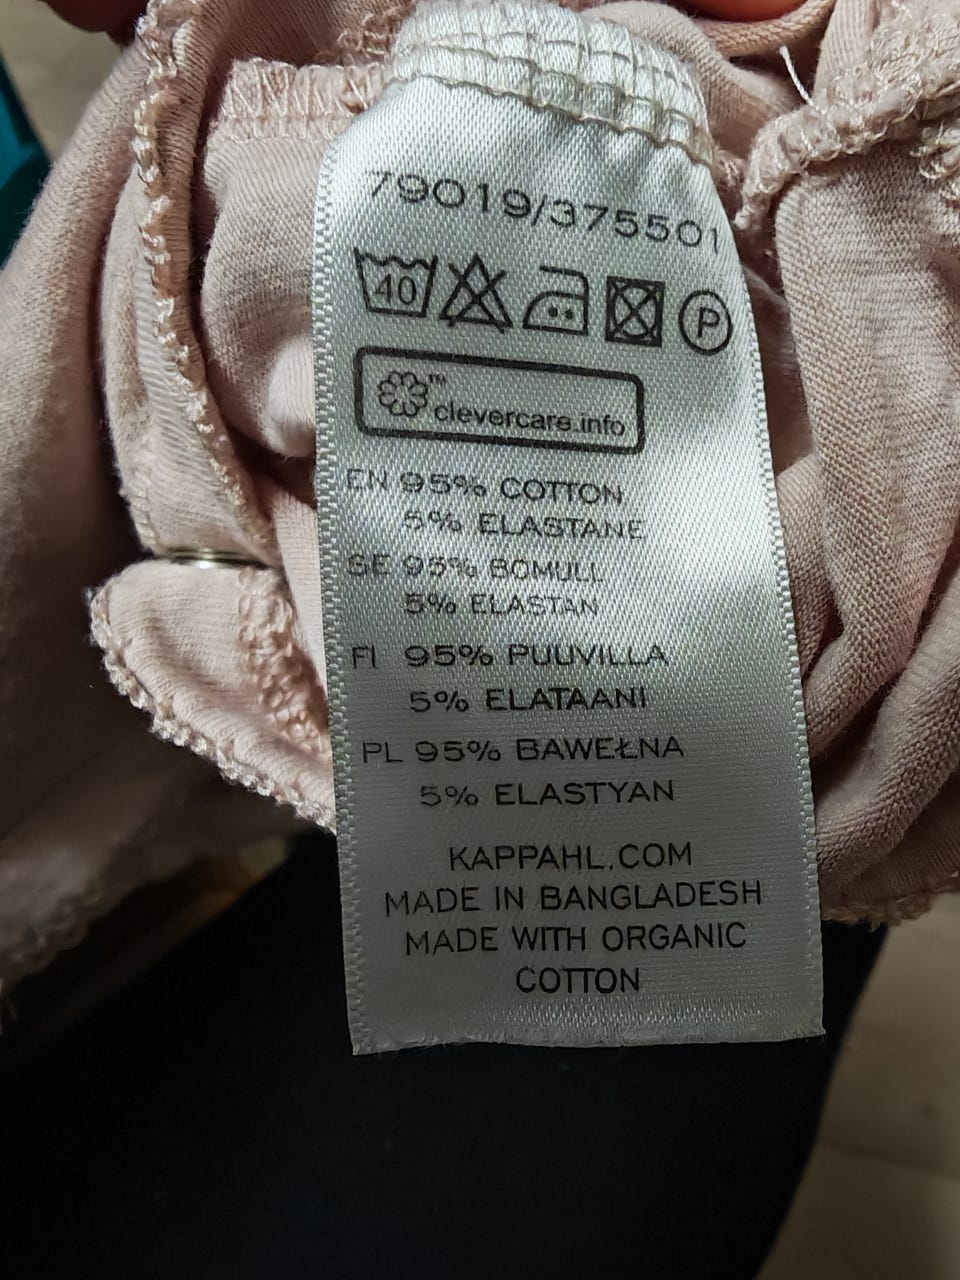 79019/375501
40 P
™ clevercare.info
EN 95% COTTON
5% ELASTANE
SE 95% BOMULL
5% ELASTAN
FI 95% PUUVILLA
5% ELATAANI
PL 95% BAWEŁNA
5% ELASTYAN
KAPPAHL.COM
MADE IN BANGLADESH
MADE WITH ORGANIC
COTTON